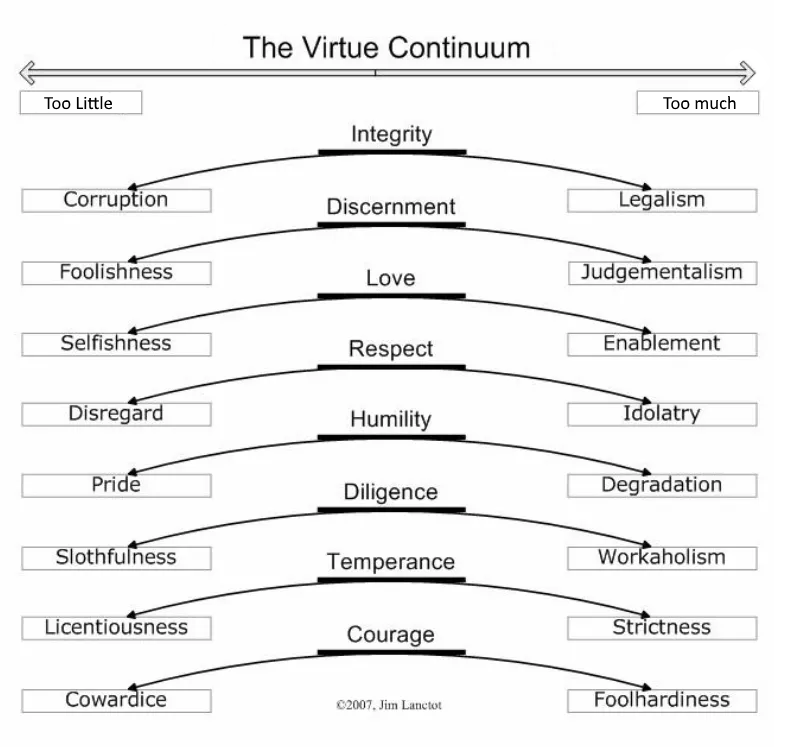 The Virtue Continuum
Too Little
Too much
Integrity
Corruption
Legalism
Discernment
Foolishness
Judgementalism
Love
Selfishness
Enablement
Respect
Disregard
Idolatry
Humility
Pride
Degradation
Diligence
Slothfulness
Workaholism
Temperance
Licentiousness
Strictness
Courage
Cowardice
Foolhardiness
©2007, Jim Lanctot